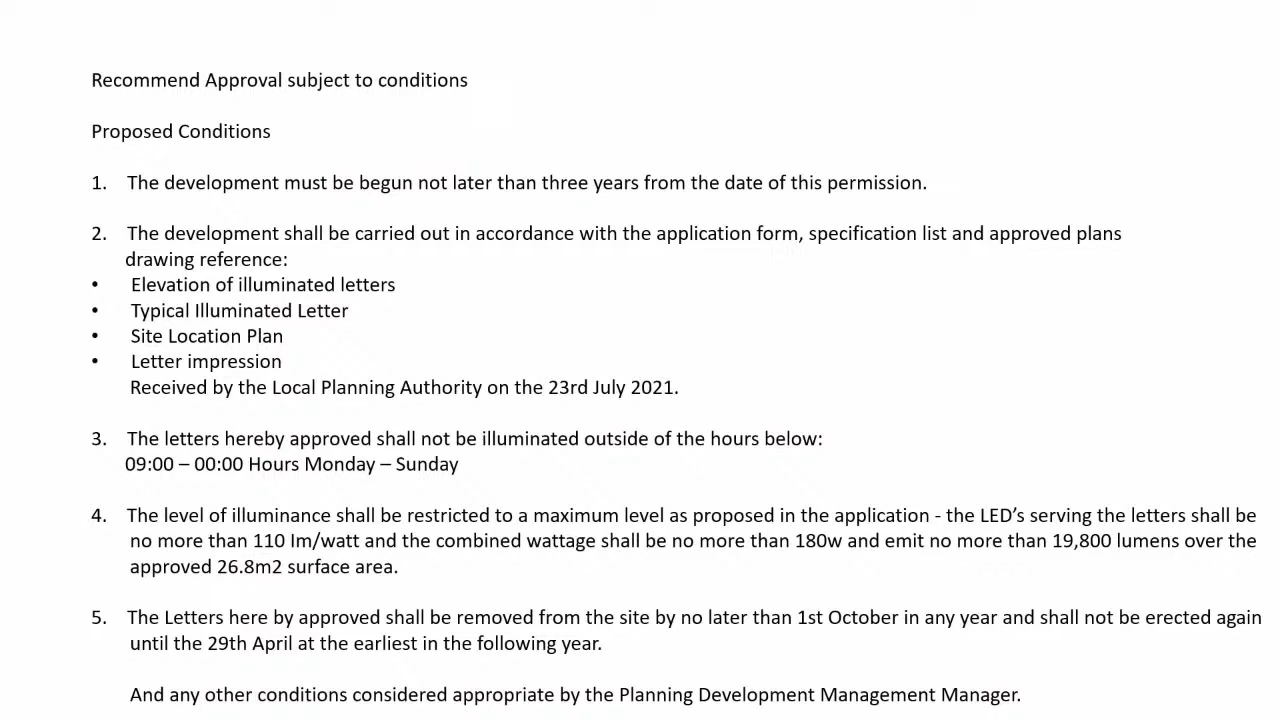 Recommend Approval subject to conditions
Proposed Conditions
1. The development must be begun not later than three years from the date of this permission.
2. The development shall be carried out in accordance with the application form, specification list and approved plans
drawing reference:
• Elevation of illuminated letters
• Typical Illuminated Letter
• Site Location Plan
• Letter impression
Received by the Local Planning Authority on the 23rd July 2021.
3. The letters hereby approved shall not be illuminated outside of the hours below:
09:00 – 00:00 Hours Monday – Sunday
4. The level of illuminance shall be restricted to a maximum level as proposed in the application - the LED’s serving the letters shall be
no more than 110 Im/watt and the combined wattage shall be no more than 180w and emit no more than 19,800 lumens over the
approved 26.8m2 surface area.
5. The Letters here by approved shall be removed from the site by no later than 1st October in any year and shall not be erected again
until the 29th April at the earliest in the following year.
And any other conditions considered appropriate by the Planning Development Management Manager.